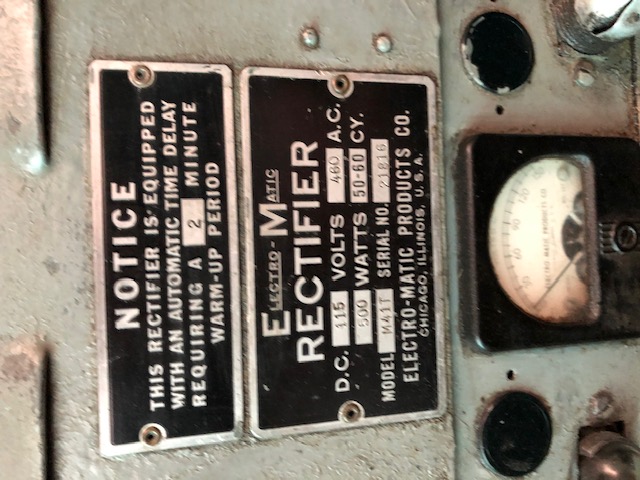 NOTICE
THIS RECTIFIER IS EQUIPPED
WITH AN AUTOMATIC TIME DELAY
REQUIRING A 2 MINUTE
WARM-UP PERIOD
ELECTRO-MATIC
RECTIFIER
D.C. 115 VOLTS 460 A.C.
500 WATTS 50-60 CY.
MODEL M41T SERIAL NO. 21816
ELECTRO-MATIC PRODUCTS CO.
CHICAGO, ILLINOIS, U.S.A.